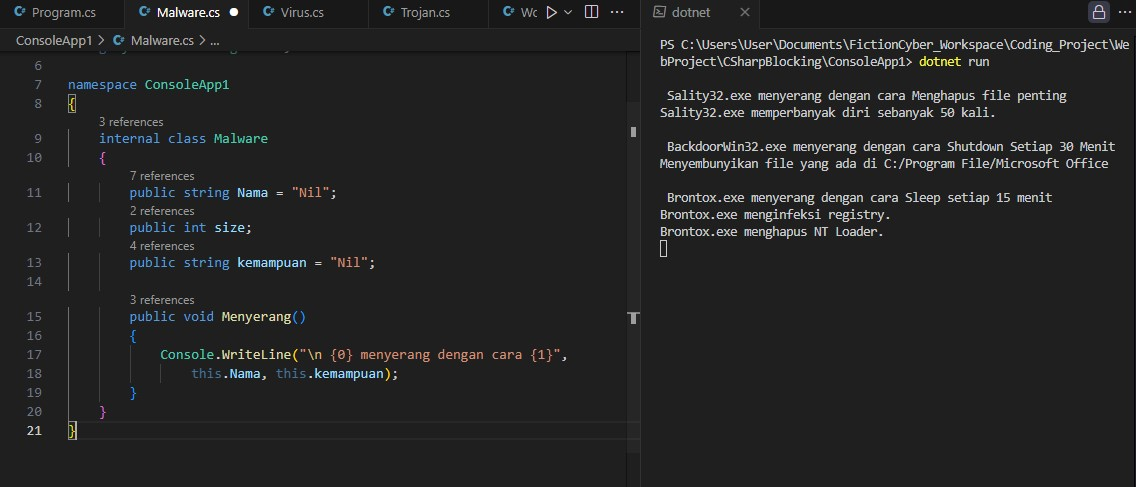 Program.cs
Malware.cs
Virus.cs
Trojan.cs
dotnet
ConsoleApp1 > Malware.cs > ...
6
7 namespace ConsoleApp1
8 {
3 references
9 internal class Malware
10 {
7 references
11 public string Nama = "Nil";
2 references
12 public int size;
4 references
13 public string kemampuan = "Nil";
14
3 references
15 public void Menyerang()
16 {
17 Console.WriteLine("\n {0} menyerang dengan cara {1}",
18 this.Nama, this.kemampuan);
19 }
20 }
21 }
PS C:\Users\User\Documents\FictionCyber_Workspace\Coding_Project\We
bProject\CSharpBlocking\ConsoleApp1> dotnet run
Sality32.exe menyerang dengan cara Menghapus file penting
Sality32.exe memperbanyak diri sebanyak 50 kali.
BackdoorWin32.exe menyerang dengan cara Shutdown Setiap 30 Menit
Menyembunyikan file yang ada di C:/Program File/Microsoft Office
Brontox.exe menyerang dengan cara Sleep setiap 15 menit
Brontox.exe menginfeksi registry.
Brontox.exe menghapus NT Loader.